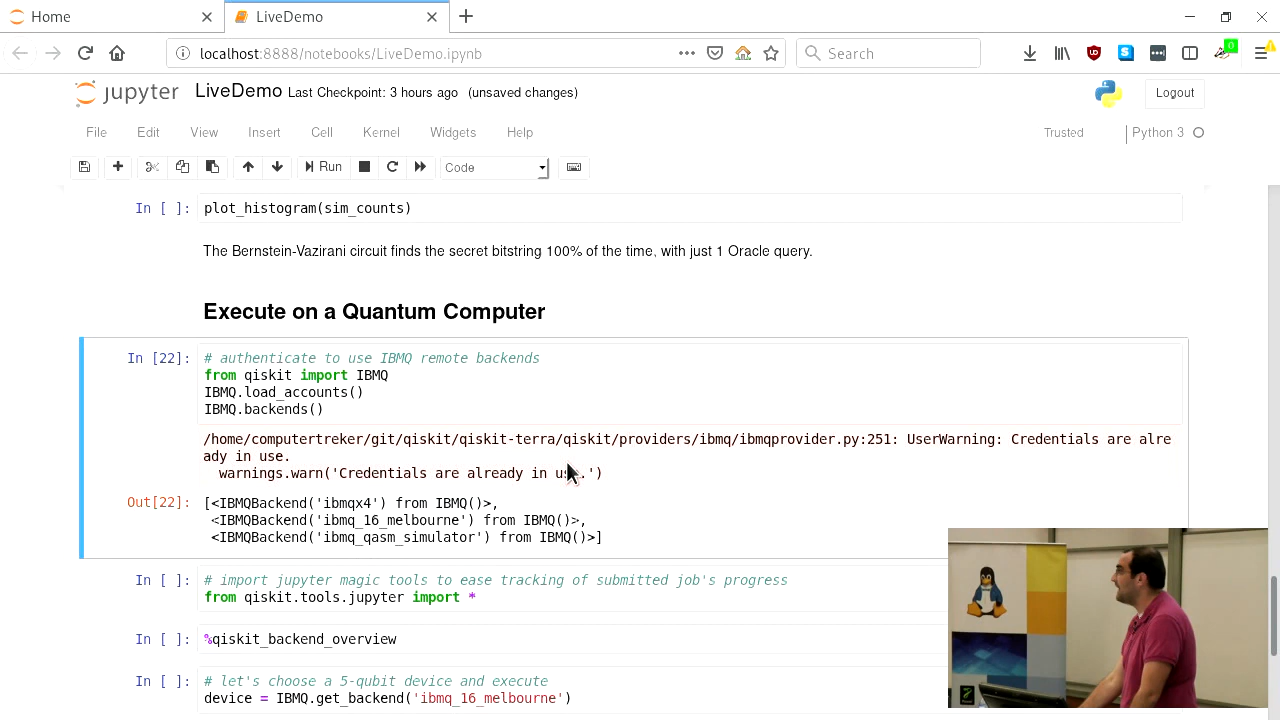 Home
LiveDemo
localhost:8888/notebooks/LiveDemo.ipynb
Search
0
jupyter LiveDemo Last Checkpoint: 3 hours ago (unsaved changes)
Logout
File Edit View Insert Cell Kernel Widgets Help
Trusted
Python 3
Run
Code
In [ ]: plot_histogram(sim_counts)
The Bernstein-Vazirani circuit finds the secret bitstring 100% of the time, with just 1 Oracle query.
Execute on a Quantum Computer
In [22]: # authenticate to use IBMQ remote backends
from qiskit import IBMQ
IBMQ.load_accounts()
IBMQ.backends()
/home/computertreker/git/qiskit/qiskit-terra/qiskit/providers/ibmq/ibmqprovider.py:251: UserWarning: Credentials are alre
ady in use.
warnings.warn('Credentials are already in use.')
Out[22]: [<IBMQBackend('ibmqx4') from IBMQ()>,
<IBMQBackend('ibmq_16_melbourne') from IBMQ()>,
<IBMQBackend('ibmq_qasm_simulator') from IBMQ()>]
In [ ]: # import jupyter magic tools to ease tracking of submitted job's progress
from qiskit.tools.jupyter import *
In [ ]: %qiskit_backend_overview
In [ ]: # let's choose a 5-qubit device and execute
device = IBMQ.get_backend('ibmq_16_melbourne')